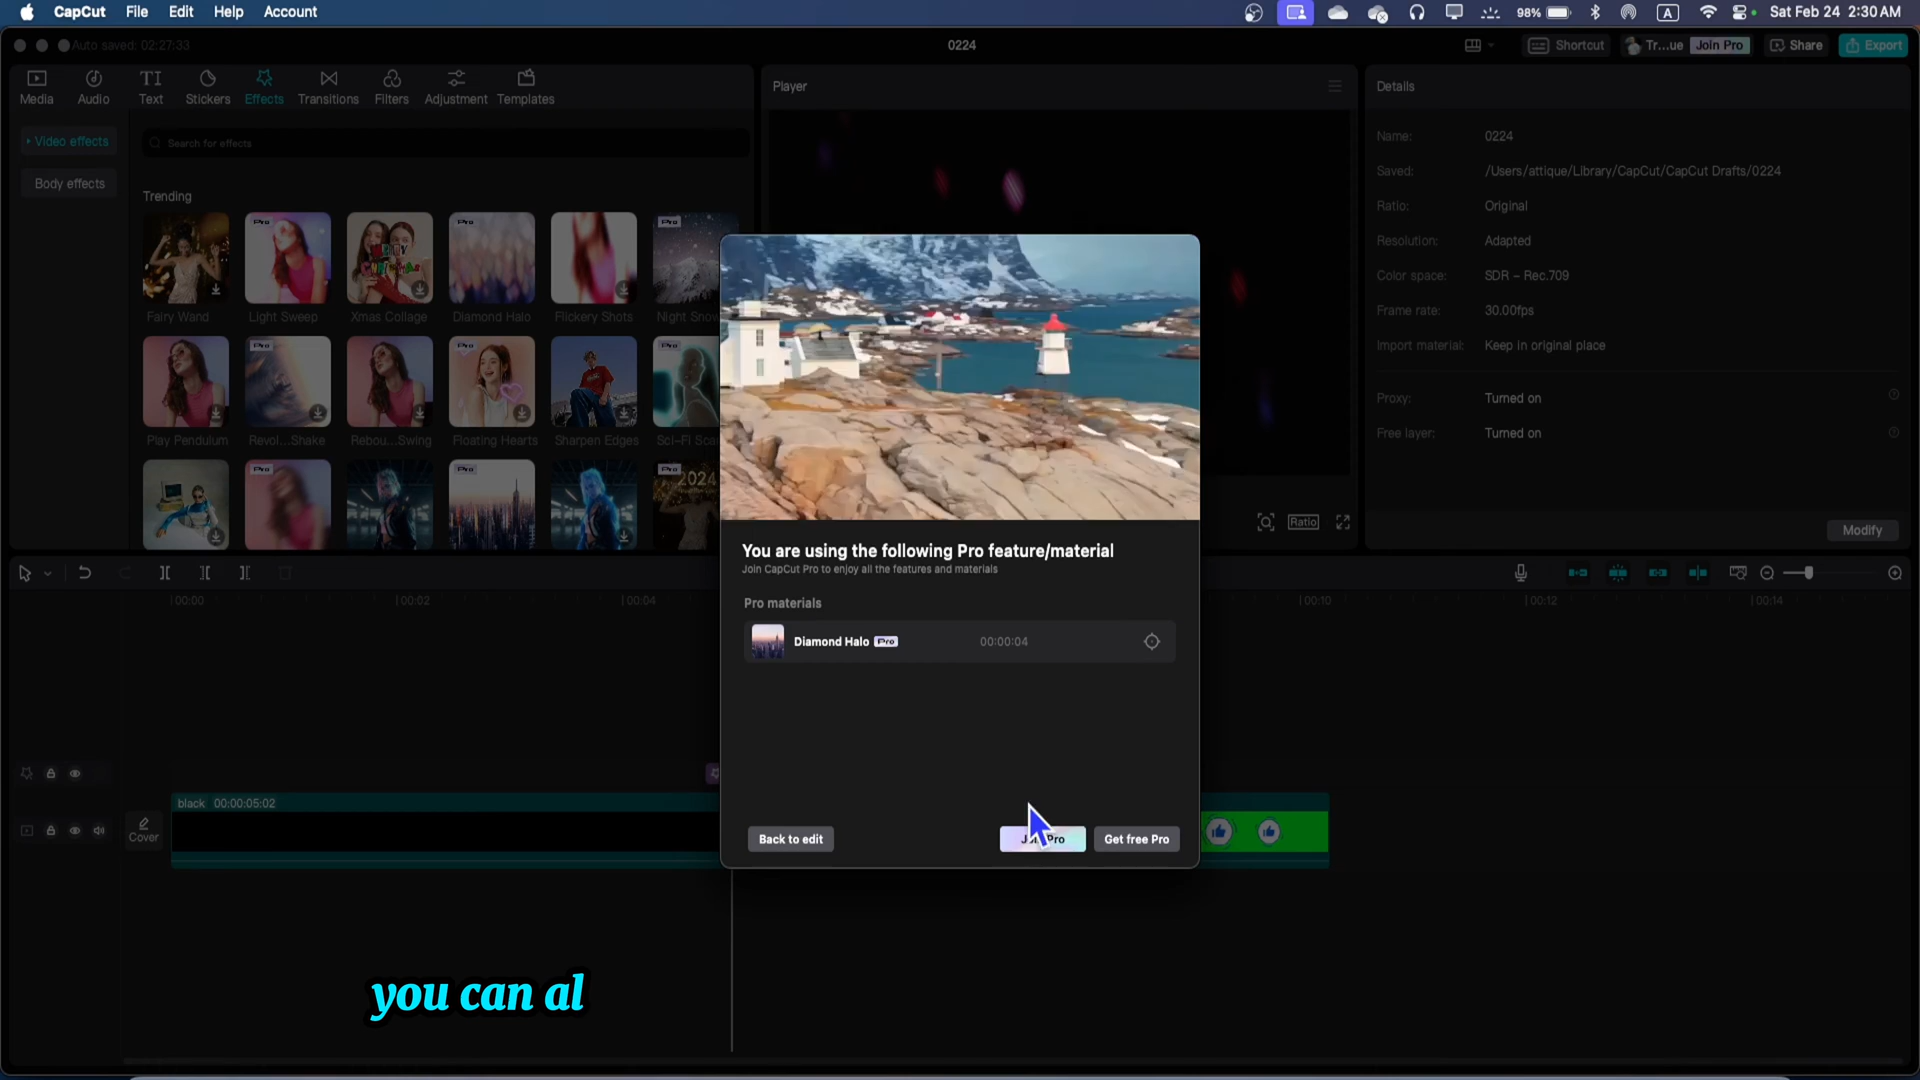 CapCut File Edit Help Account
98% A Sat Feb 24 2:30 AM
Auto saved: 02:27:33
0224
Shortcut Tr...ue Join Pro Share Export
Media Audio Text Stickers Effects Transitions Filters Adjustment Templates
Player
Details
Video effects
Body effects
Search for effects
Trending
Pro Pro Pro
Fairy Wand Light Sweep Xmas Collage Diamond Halo Flickery Shots Night Snow
Pro Pro Pro
Play Pendulum Revol...Shake Rebou...Swing Floating Hearts Sharpen Edges Sci-Fi
Pro Pro Pro
2024
Name: 0224
Saved: /Users/attique/Library/CapCut/CapCut Drafts/0224
Ratio: Original
Resolution: Adapted
Color space: SDR - Rec.709
Frame rate: 30.00fps
Import material: Keep in original place
Proxy: Turned on
Free layer: Turned on
Ratio
Modify
You are using the following Pro feature/material
Join CapCut Pro to enjoy all the features and materials
Pro materials
Diamond Halo Pro 00:00:04
Back to edit Pro Get free Pro
00:00 00:02 00:04 00:10 00:12 00:14
black 00:00:05:02
Cover
you can al